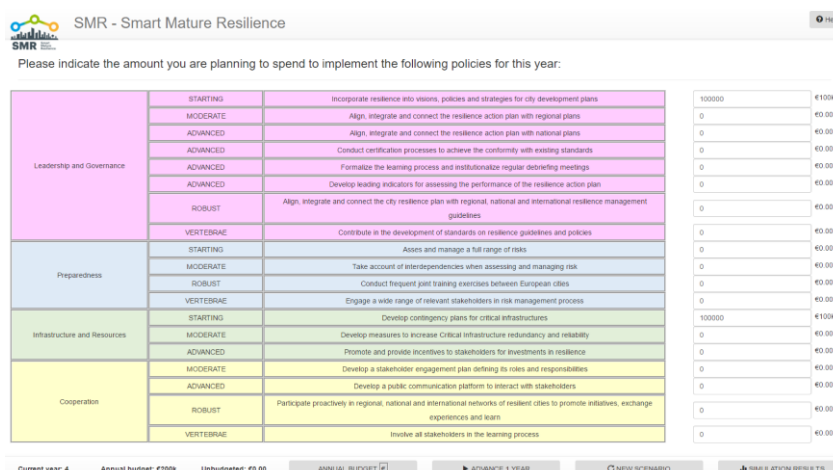 SMR - Smart Mature Resilience
He
SMR
Please indicate the amount you are planning to spend to implement the following policies for this year:
STARTING Incorporate resilience into visions, policies and strategies for city development plans 100000 €100k
MODERATE Align, integrate and connect the resilience action plan with regional plans 0 €0.00
ADVANCED Align, integrate and connect the resilience action plan with national plans 0 €0.00
ADVANCED Conduct certification processes to achieve the conformity with existing standards 0 €0.00
Leadership and Governance ADVANCED Formalize the learning process and institutionalize regular debriefing meetings 0 €0.00
ADVANCED Develop leading indicators for assessing the performance of the resilience action plan 0 €0.00
ROBUST Align, integrate and connect the city resilience plan with regional, national and international resilience management 0 €0.00
guidelines
VERTEBRAE Contribute in the development of standards on resilience guidelines and policies 0 €0.00
STARTING Asses and manage a full range of risks 0 €0.00
Preparedness MODERATE Take account of interdependencies when assessing and managing risk 0 €0.00
ROBUST Conduct frequent joint training exercises between European cities 0 €0.00
VERTEBRAE Engage a wide range of relevant stakeholders in risk management process 0 €0.00
STARTING Develop contingency plans for critical infrastructures 100000 €100k
Infrastructure and Resources MODERATE Develop measures to increase Critical Infrastructure redundancy and reliability 0 €0.00
ADVANCED Promote and provide incentives to stakeholders for investments in resilience 0 €0.00
MODERATE Develop a stakeholder engagement plan defining its roles and responsibilities 0 €0.00
ADVANCED Develop a public communication platform to interact with stakeholders 0 €0.00
Cooperation ROBUST Participate proactively in regional, national and international networks of resilient cities to promote initiatives, exchange 0 €0.00
experiences and learn
VERTEBRAE Involve all stakeholders in the learning process 0 €0.00
Current year: 4 Annual budget: €200k Unbudgeted: €0.00 ANNUAL BUDGET ADVANCE 1 YEAR NEW SCENARIO SIMULATION RESULTS